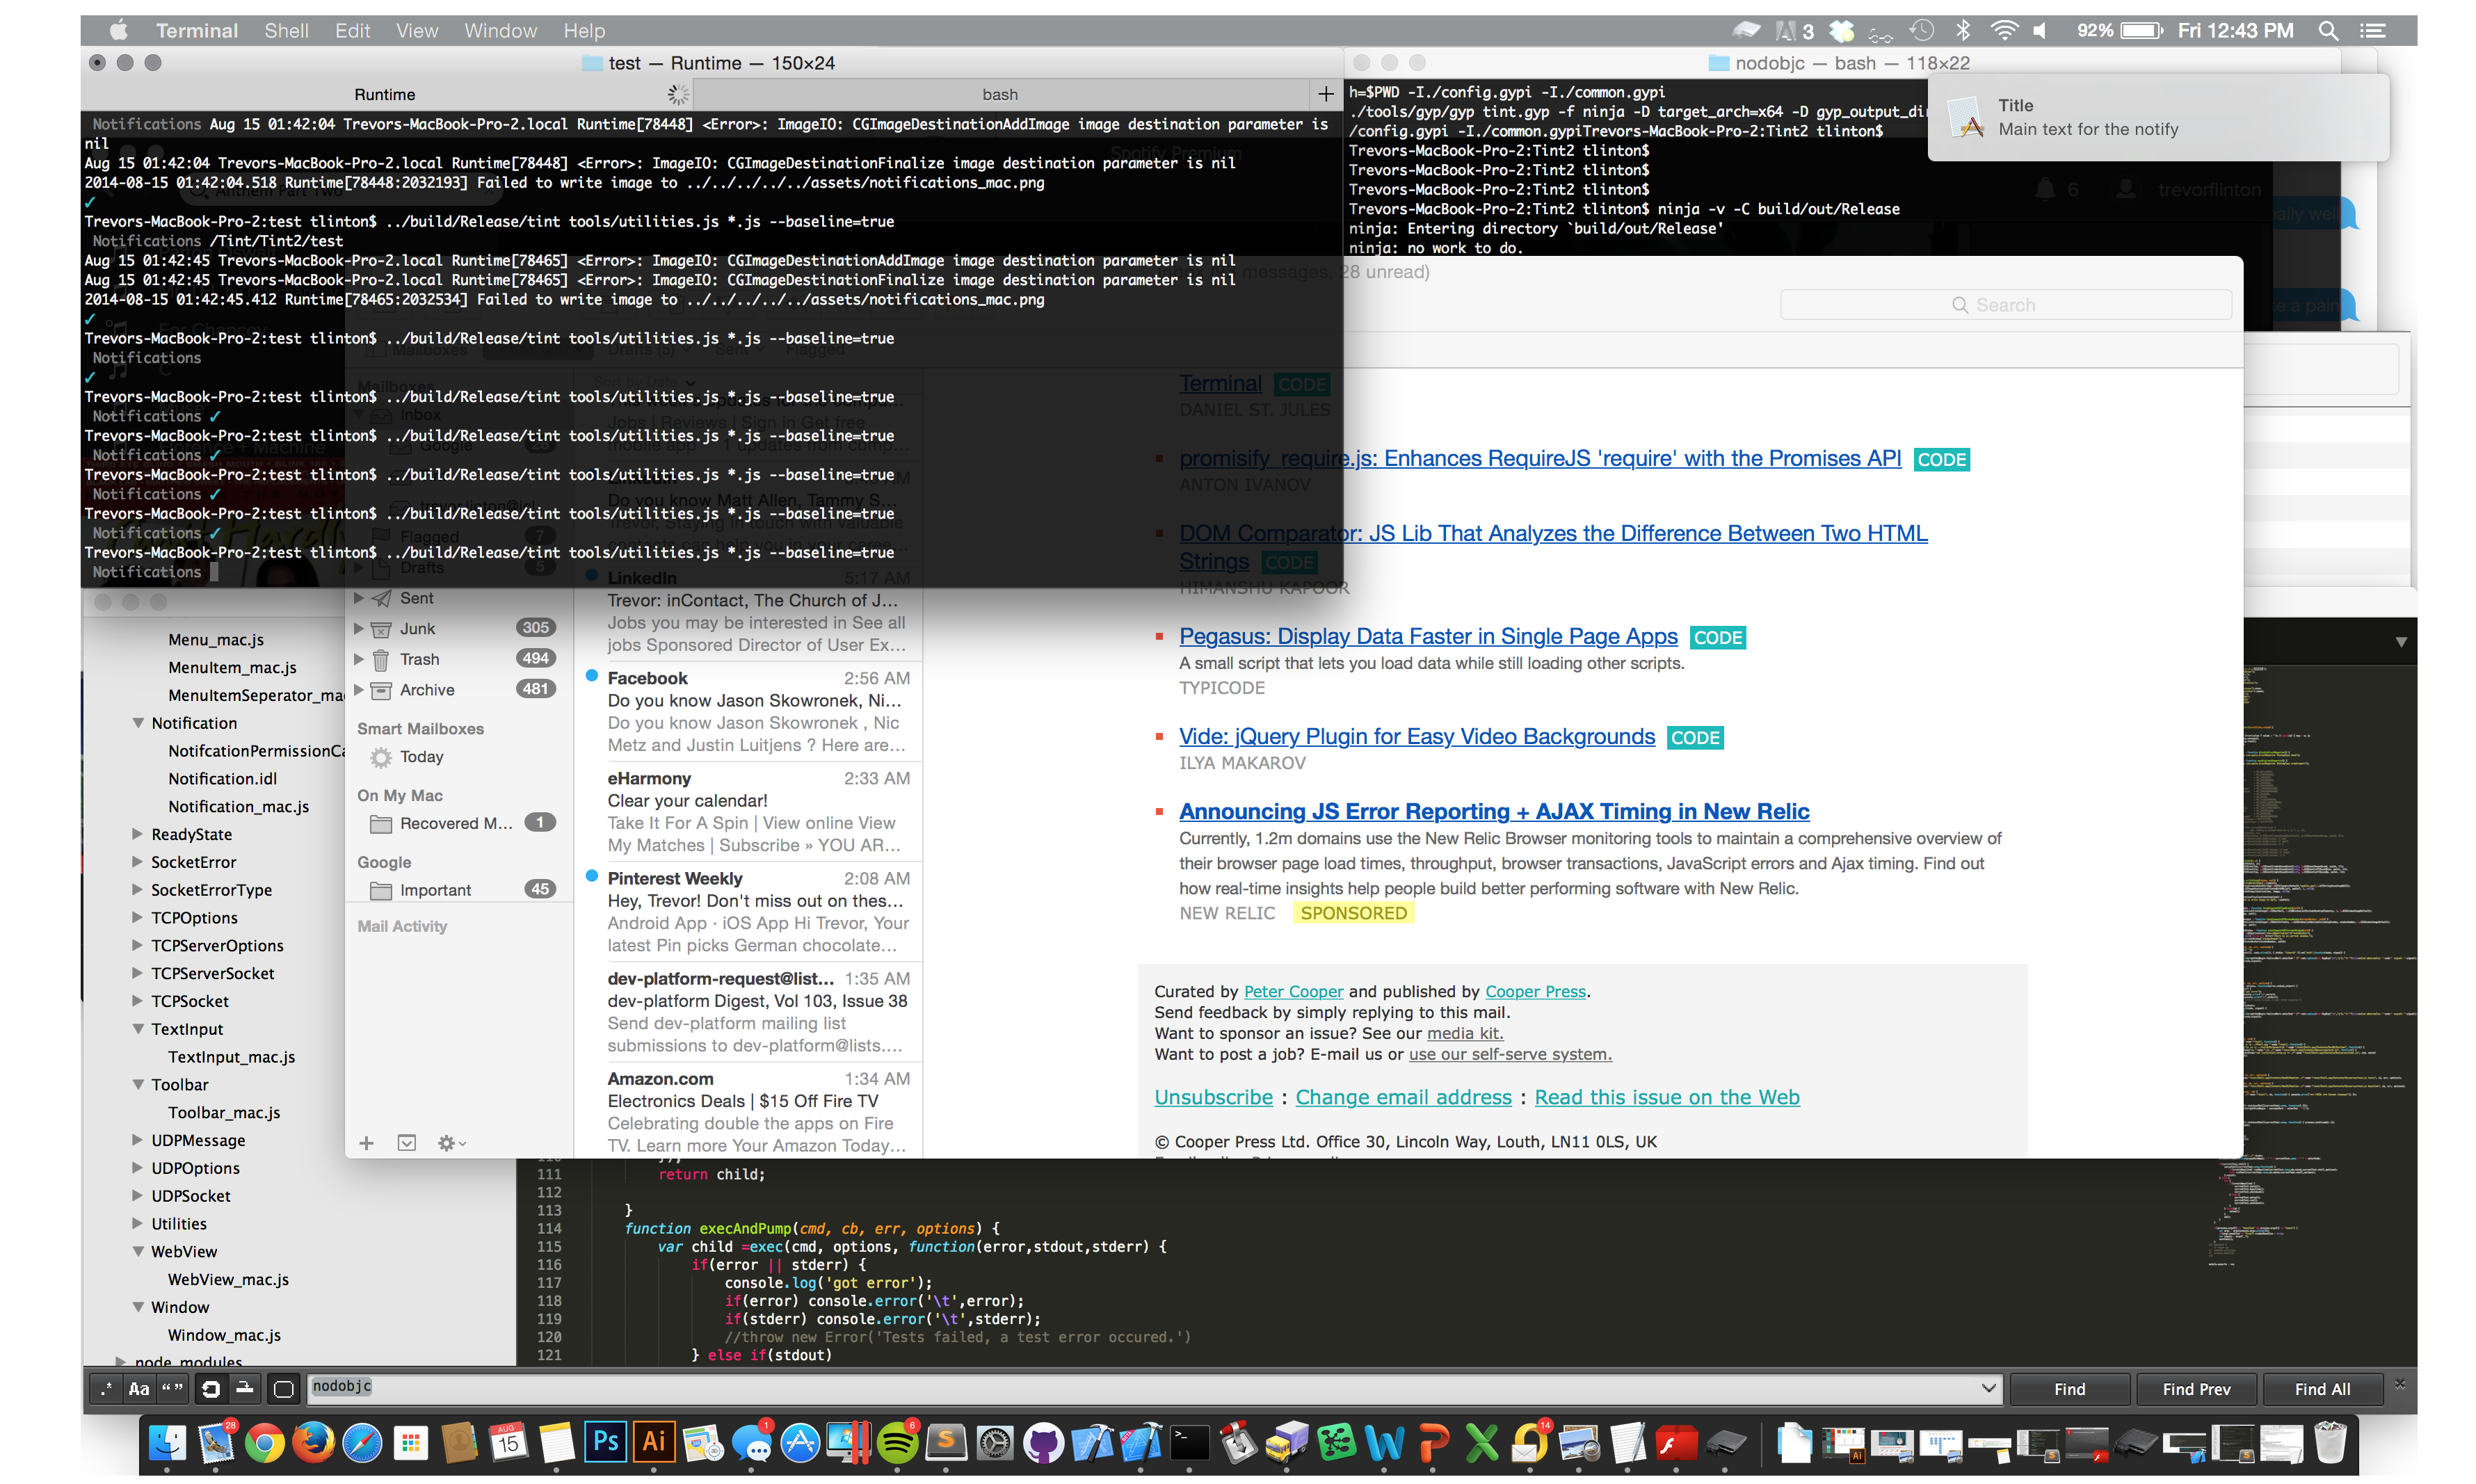 Terminal Shell Edit View Window Help
3 92% Fri 12:43 PM
test — Runtime — 150×24
Runtime bash +
Notifications Aug 15 01:42:04 Trevors-MacBook-Pro-2.local Runtime[78448] <Error>: ImageIO: CGImageDestinationAddImage image destination parameter is
nil
Aug 15 01:42:04 Trevors-MacBook-Pro-2.local Runtime[78448] <Error>: ImageIO: CGImageDestinationFinalize image destination parameter is nil
2014-08-15 01:42:04.518 Runtime[78448:2032193] Failed to write image to ../../../../../assets/notifications_mac.png
✓
Trevors-MacBook-Pro-2:test tlinton$ ../build/Release/tint tools/utilities.js *.js --baseline=true
Notifications /Tint/Tint2/test
Aug 15 01:42:45 Trevors-MacBook-Pro-2.local Runtime[78465] <Error>: ImageIO: CGImageDestinationAddImage image destination parameter is nil
Aug 15 01:42:45 Trevors-MacBook-Pro-2.local Runtime[78465] <Error>: ImageIO: CGImageDestinationFinalize image destination parameter is nil
2014-08-15 01:42:45.412 Runtime[78465:2032534] Failed to write image to ../../../../../assets/notifications_mac.png
✓
Trevors-MacBook-Pro-2:test tlinton$ ../build/Release/tint tools/utilities.js *.js --baseline=true
Notifications
✓
Trevors-MacBook-Pro-2:test tlinton$ ../build/Release/tint tools/utilities.js *.js --baseline=true
Notifications ✓
Trevors-MacBook-Pro-2:test tlinton$ ../build/Release/tint tools/utilities.js *.js --baseline=true
Notifications ✓
Trevors-MacBook-Pro-2:test tlinton$ ../build/Release/tint tools/utilities.js *.js --baseline=true
Notifications ✓
Trevors-MacBook-Pro-2:test tlinton$ ../build/Release/tint tools/utilities.js *.js --baseline=true
Notifications ✓
Trevors-MacBook-Pro-2:test tlinton$ ../build/Release/tint tools/utilities.js *.js --baseline=true
Notifications
nodobjc — bash — 118×22
h=$PWD -I./config.gypi -I./common.gypi
./tools/gyp/gyp tint.gyp -f ninja -D target_arch=x64 -D gyp_output_di
/config.gypi -I./common.gypiTrevors-MacBook-Pro-2:Tint2 tlinton$
Trevors-MacBook-Pro-2:Tint2 tlinton$
Trevors-MacBook-Pro-2:Tint2 tlinton$
Trevors-MacBook-Pro-2:Tint2 tlinton$
Trevors-MacBook-Pro-2:Tint2 tlinton$ ninja -v -C build/out/Release
ninja: Entering directory `build/out/Release'
ninja: no work to do.
Title
Main text for the notify
6 trevorflinton
messages, 28 unread)
Search
Sent
Junk 305
Trash 494
Archive 481
Smart Mailboxes
Today
On My Mac
Recovered M... 1
Google
Important 45
Mail Activity
LinkedIn 5:17 AM
Trevor: inContact, The Church of J...
Jobs you may be interested in See all
jobs Sponsored Director of User Ex...
Facebook 2:56 AM
Do you know Jason Skowronek, Ni...
Do you know Jason Skowronek , Nic
Metz and Justin Luitjens ? Here are...
eHarmony 2:33 AM
Clear your calendar!
Take It For A Spin | View online View
My Matches | Subscribe » YOU AR...
Pinterest Weekly 2:08 AM
Hey, Trevor! Don't miss out on thes...
Android App · iOS App Hi Trevor, Your
latest Pin picks German chocolate...
dev-platform-request@list... 1:35 AM
dev-platform Digest, Vol 103, Issue 38
Send dev-platform mailing list
submissions to dev-platform@lists....
Amazon.com 1:34 AM
Electronics Deals | $15 Off Fire TV
Celebrating double the apps on Fire
TV. Learn more Your Amazon Today...
Terminal CODE
DANIEL ST. JULES
promisify_require.js: Enhances RequireJS 'require' with the Promises API CODE
ANTON IVANOV
DOM Comparator: JS Lib That Analyzes the Difference Between Two HTML
Strings CODE
HIMANSHU KAPOOR
Pegasus: Display Data Faster in Single Page Apps CODE
A small script that lets you load data while still loading other scripts.
TYPICODE
Vide: jQuery Plugin for Easy Video Backgrounds CODE
ILYA MAKAROV
Announcing JS Error Reporting + AJAX Timing in New Relic
Currently, 1.2m domains use the New Relic Browser monitoring tools to maintain a comprehensive overview of
their browser page load times, throughput, browser transactions, JavaScript errors and Ajax timing. Find out
how real-time insights help people build better performing software with New Relic.
NEW RELIC SPONSORED
Curated by Peter Cooper and published by Cooper Press.
Send feedback by simply replying to this mail.
Want to sponsor an issue? See our media kit.
Want to post a job? E-mail us or use our self-serve system.
Unsubscribe : Change email address : Read this issue on the Web
© Cooper Press Ltd. Office 30, Lincoln Way, Louth, LN11 0LS, UK
Menu_mac.js
MenuItem_mac.js
MenuItemSeperator_mac
Notification
NotifcationPermissionCa
Notification.idl
Notification_mac.js
ReadyState
SocketError
SocketErrorType
TCPOptions
TCPServerOptions
TCPServerSocket
TCPSocket
TextInput
TextInput_mac.js
Toolbar
Toolbar_mac.js
UDPMessage
UDPOptions
UDPSocket
Utilities
WebView
WebView_mac.js
Window
Window_mac.js
node_modules
111 return child;
112
113 }
114 function execAndPump(cmd, cb, err, options) {
115 var child =exec(cmd, options, function(error,stdout,stderr) {
116 if(error || stderr) {
117 console.log('got error');
118 if(error) console.error('\t',error);
119 if(stderr) console.error('\t',stderr);
120 //throw new Error('Tests failed, a test error occured.')
121 } else if(stdout)
.* Aa “ ” nodobjc Find Find Prev Find All
28 AUG 15 Ps Ai 1 6 14